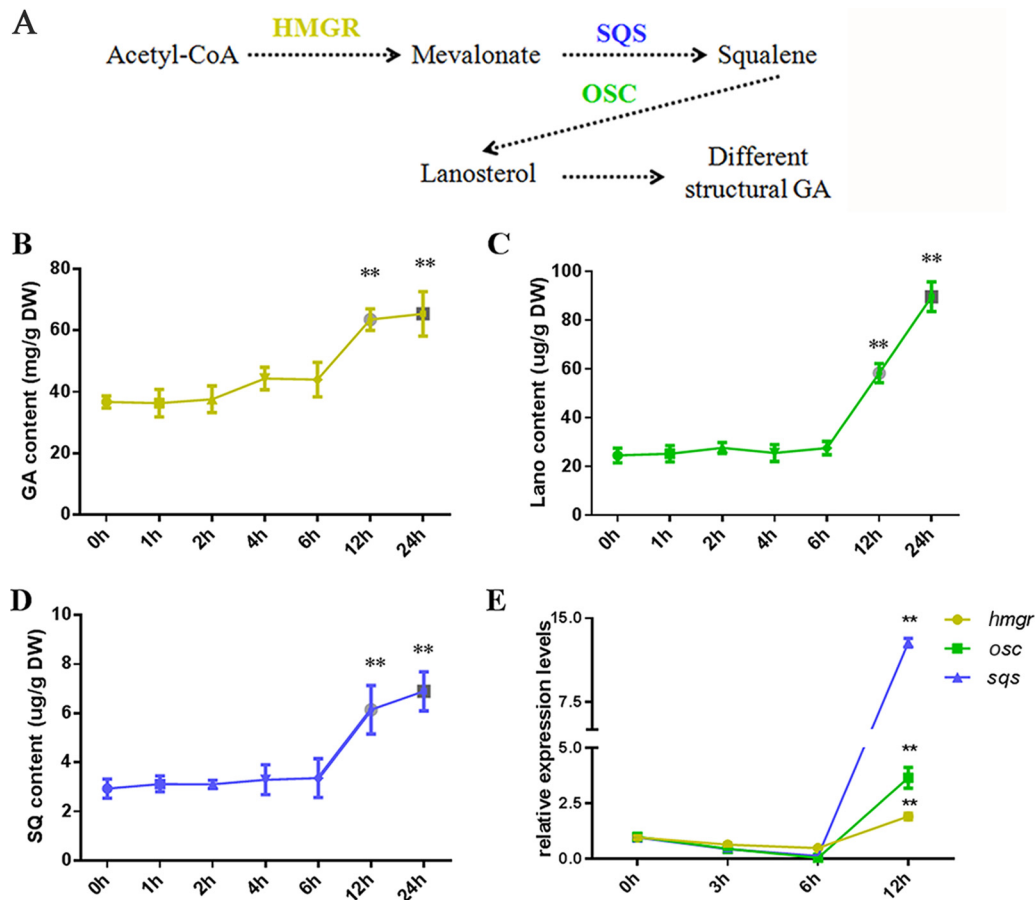 A
HMGR
SQS
Acetyl-CoA
Mevalonate
Squalene
OSC
Lanosterol
Different
structural GA
B
GA content (mg/g DW)
80
60
40
20
0
** **
0h 1h 2h 4h 6h 12h 24h
C
Lano content (ug/g DW)
100
80
60
40
20
0
** **
0h 1h 2h 4h 6h 12h 24h
D
SQ content (ug/g DW)
10
8
6
4
2
0
** **
0h 1h 2h 4h 6h 12h 24h
E
relative expression levels
15.0
7.5
5.0
2.5
0.0
**
**
**
0h 3h 6h 12h
hmgr
osc
sqs